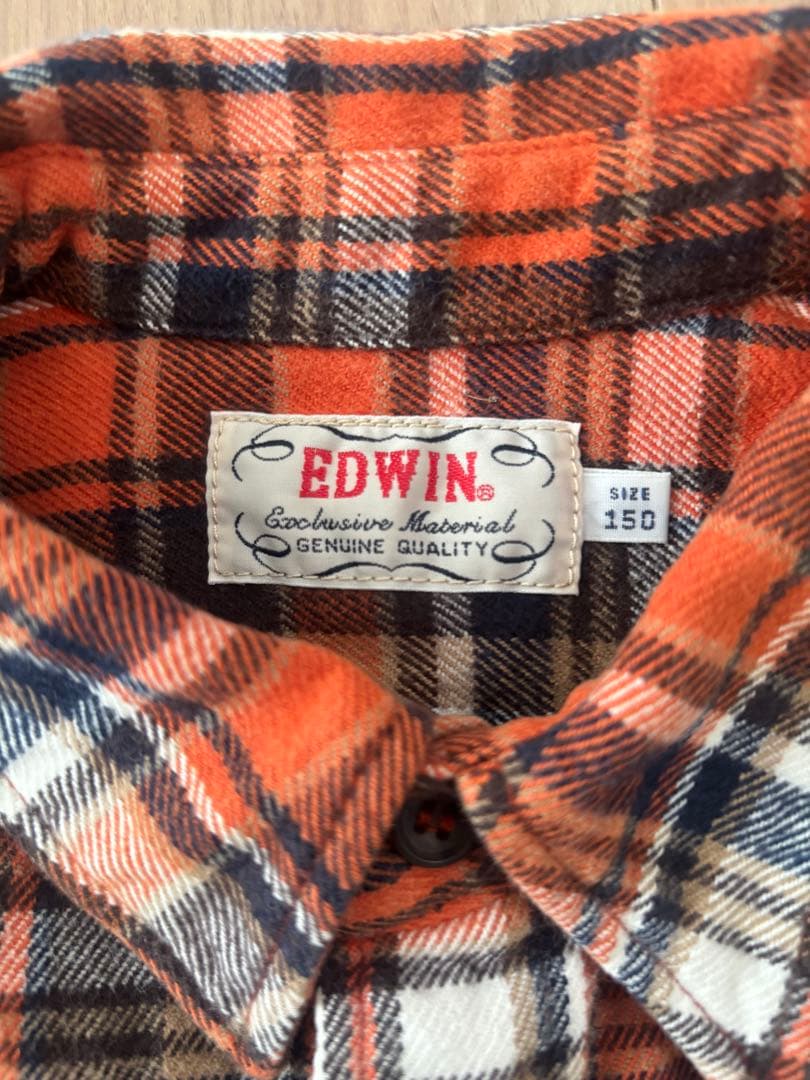 EDWIN®
Exclusive Material
GENUINE QUALITY
SIZE
150